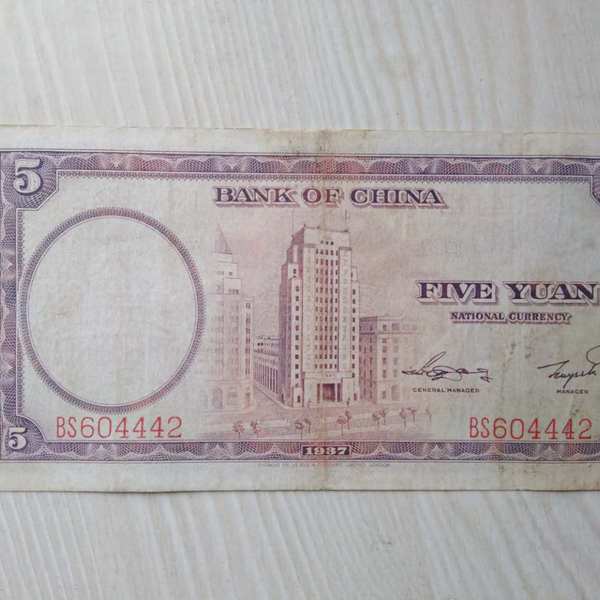 5
BANK OF CHINA
FIVE YUAN
NATIONAL CURRENCY
GENERAL MANAGER
MANAGER
BS604442
BS604442
5
1937